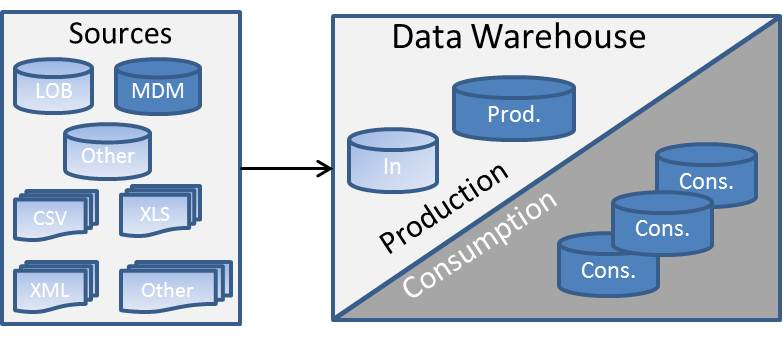 Sources
LOB
MDM
Other
CSV
XLS
XML
Other
Data Warehouse
Prod.
In
Production
Consumption
Cons.
Cons.
Cons.